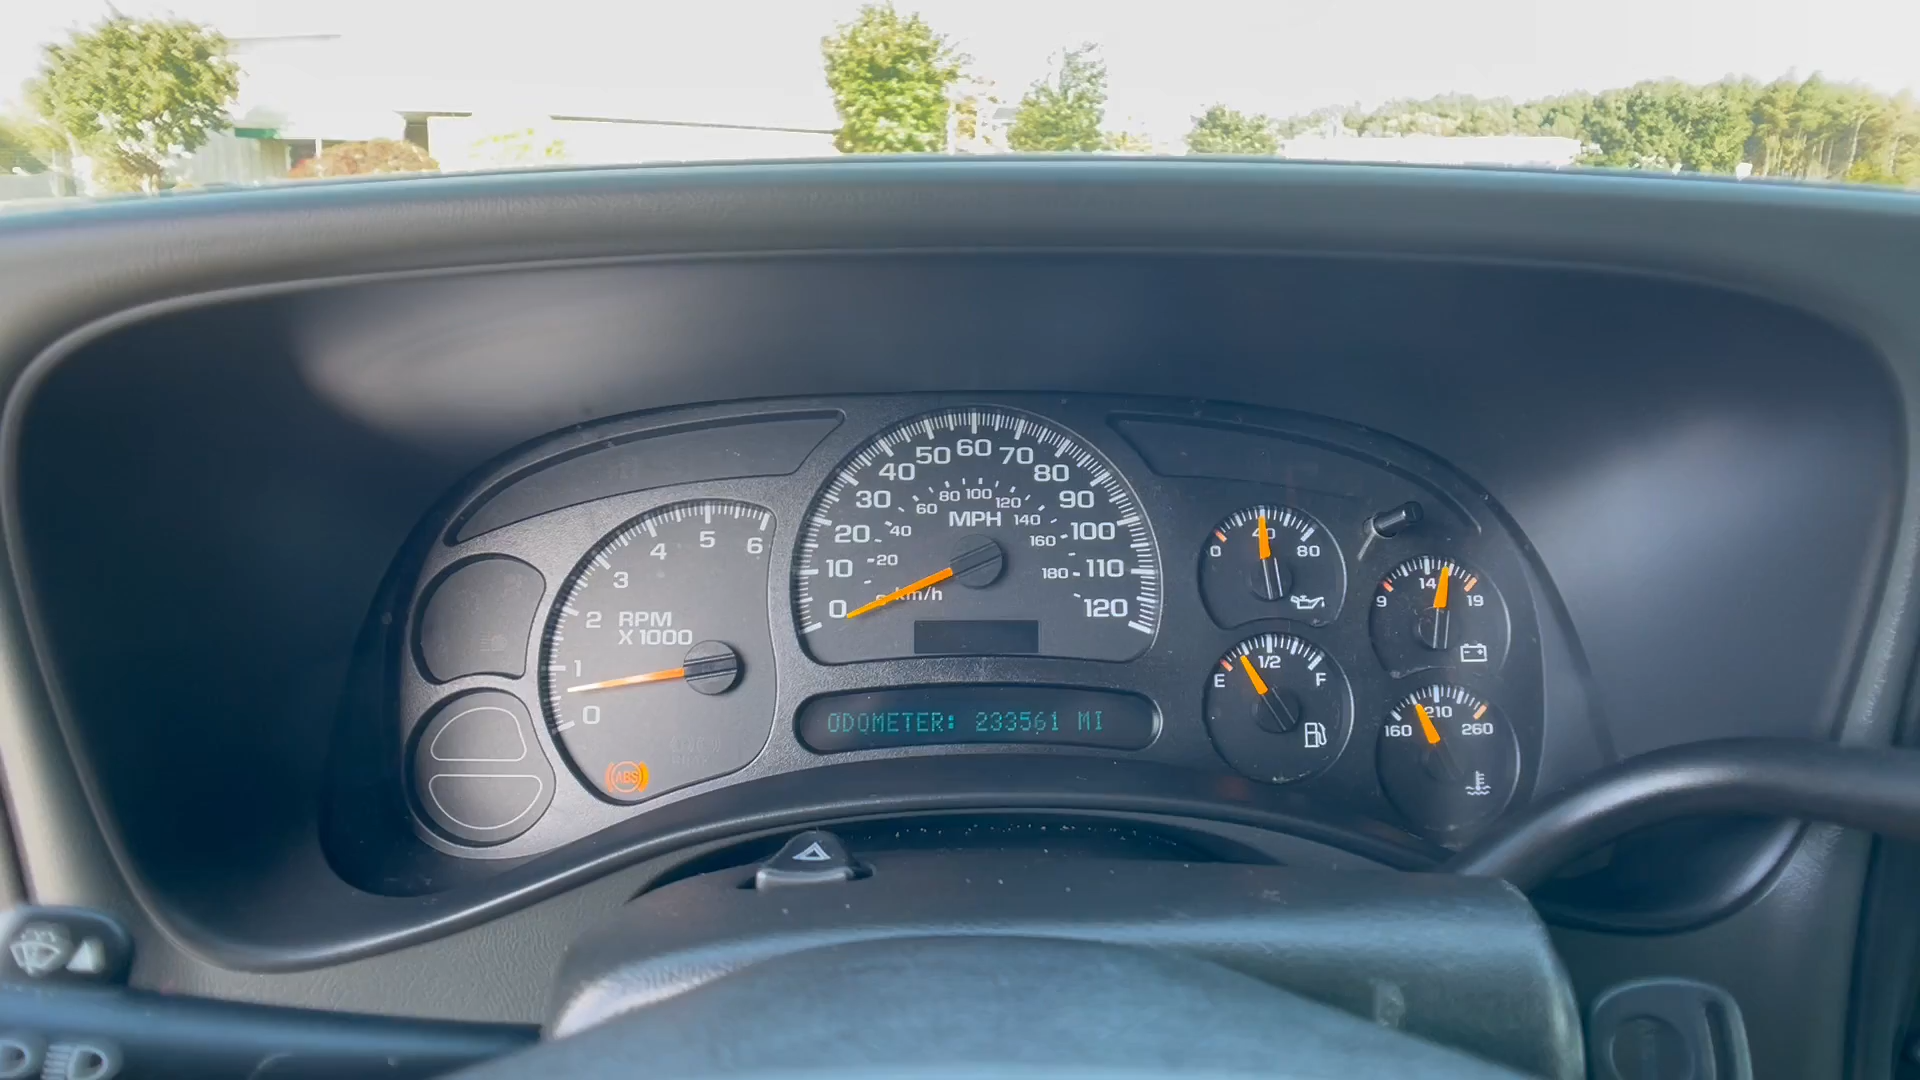 0 1 2 3 4 5 6
RPM
X 1000
ABS
0 10 20 30 40 50 60 70 80 90 100 110 120
20 40 60 80 100 120 140 160 180
MPH
km/h
ODOMETER: 233561 MI
0 40 80
9 14 19
E 1/2 F
160 210 260